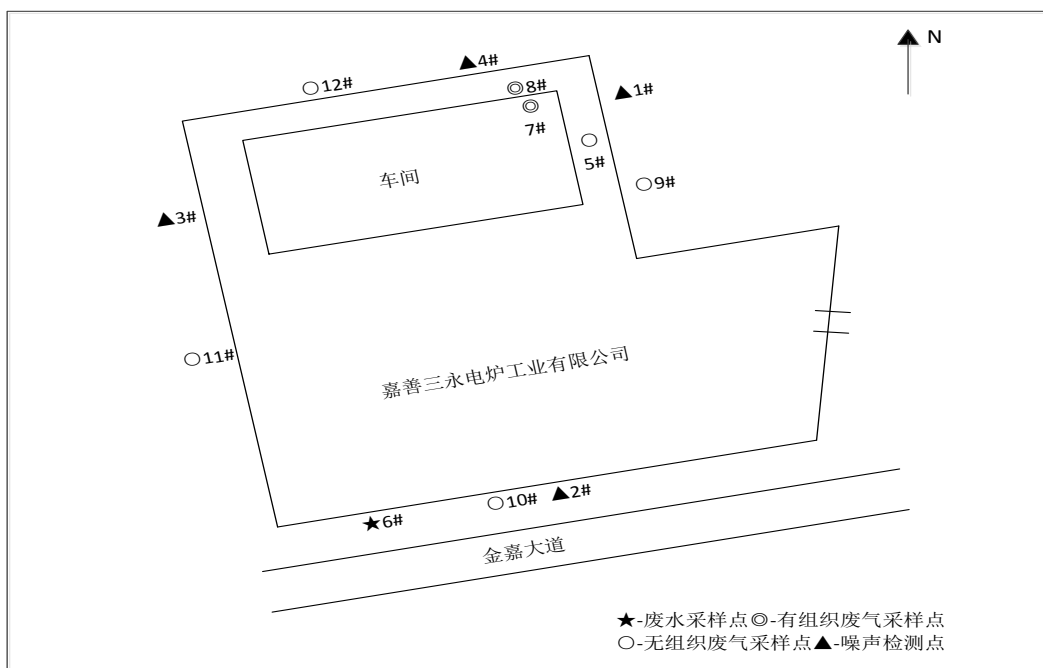 N
▲4#
○12#
◎8#
▲1#
◎
7#
○
5#
车间
○9#
▲3#
○11#
嘉善三永电炉工业有限公司
○10#
▲2#
★6#
金嘉大道
★-废水采样点◎-有组织废气采样点
○-无组织废气采样点▲-噪声检测点